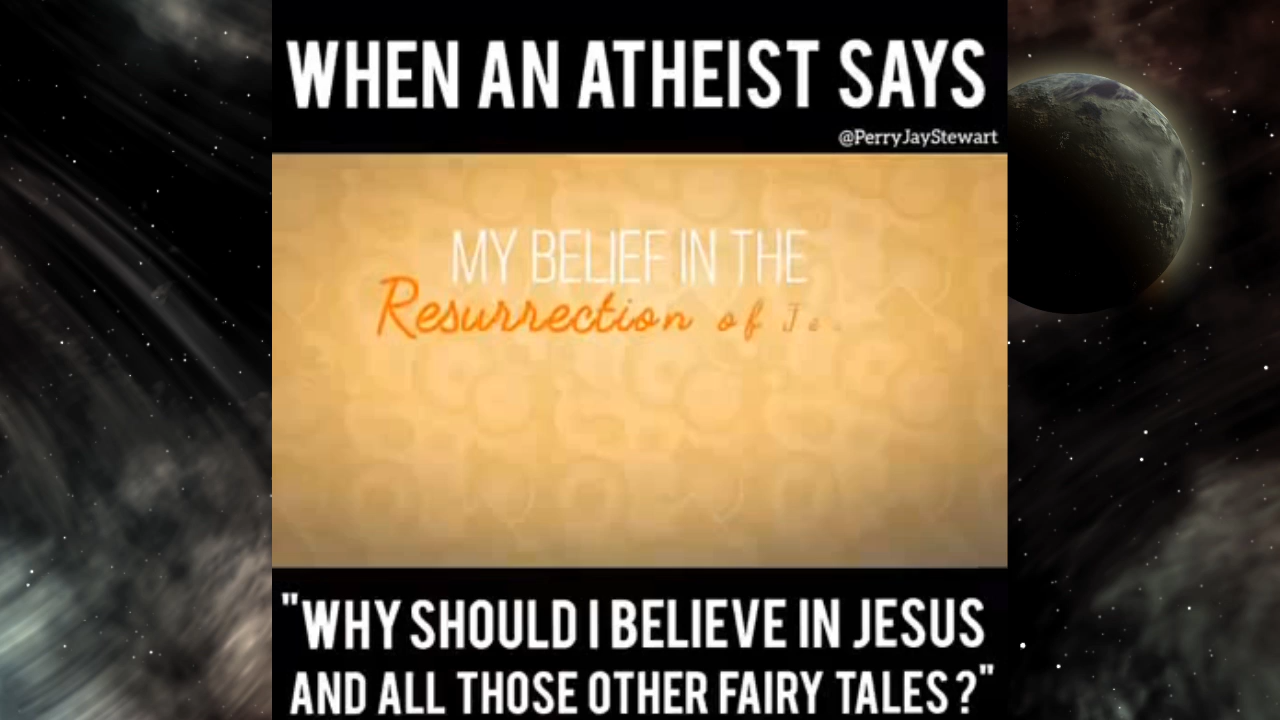 WHEN AN ATHEIST SAYS
@PerryJayStewart
MY BELIEF IN THE
Resurrection of Je
"WHY SHOULD I BELIEVE IN JESUS
AND ALL THOSE OTHER FAIRY TALES?"